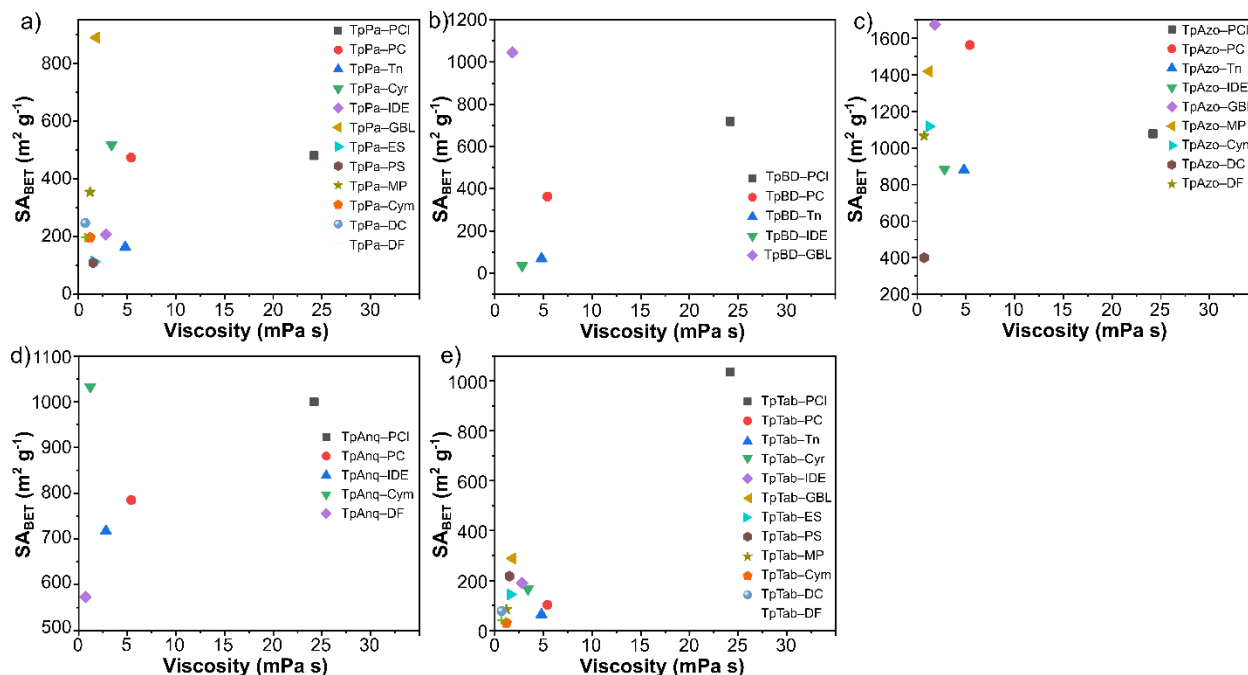 a)
SA_BET (m² g⁻¹)
800
600
400
200
0
0 5 10 15 20 25 30
Viscosity (mPa s)
TpPa–PCl
TpPa–PC
TpPa–Tn
TpPa–Cyr
TpPa–IDE
TpPa–GBL
TpPa–ES
TpPa–PS
TpPa–MP
TpPa–Cym
TpPa–DC
TpPa–DF
b)
SA_BET (m² g⁻¹)
1200
1000
800
600
400
200
0
0 5 10 15 20 25 30
Viscosity (mPa s)
TpBD–PCl
TpBD–PC
TpBD–Tn
TpBD–IDE
TpBD–GBL
c)
SA_BET (m² g⁻¹)
1600
1400
1200
1000
800
600
400
200
0 5 10 15 20 25 30
Viscosity (mPa s)
TpAzo–PCl
TpAzo–PC
TpAzo–Tn
TpAzo–IDE
TpAzo–GBL
TpAzo–MP
TpAzo–Cyn
TpAzo–DC
TpAzo–DF
d)
SA_BET (m² g⁻¹)
1100
1000
900
800
700
600
500
0 5 10 15 20 25 30
Viscosity (mPa s)
TpAnq–PCl
TpAnq–PC
TpAnq–IDE
TpAnq–Cym
TpAnq–DF
e)
SA_BET (m² g⁻¹)
1000
800
600
400
200
0
0 5 10 15 20 25 30
Viscosity (mPa s)
TpTab–PCl
TpTab–PC
TpTab–Tn
TpTab–Cyr
TpTab–IDE
TpTab–GBL
TpTab–ES
TpTab–PS
TpTab–MP
TpTab–Cym
TpTab–DC
TpTab–DF